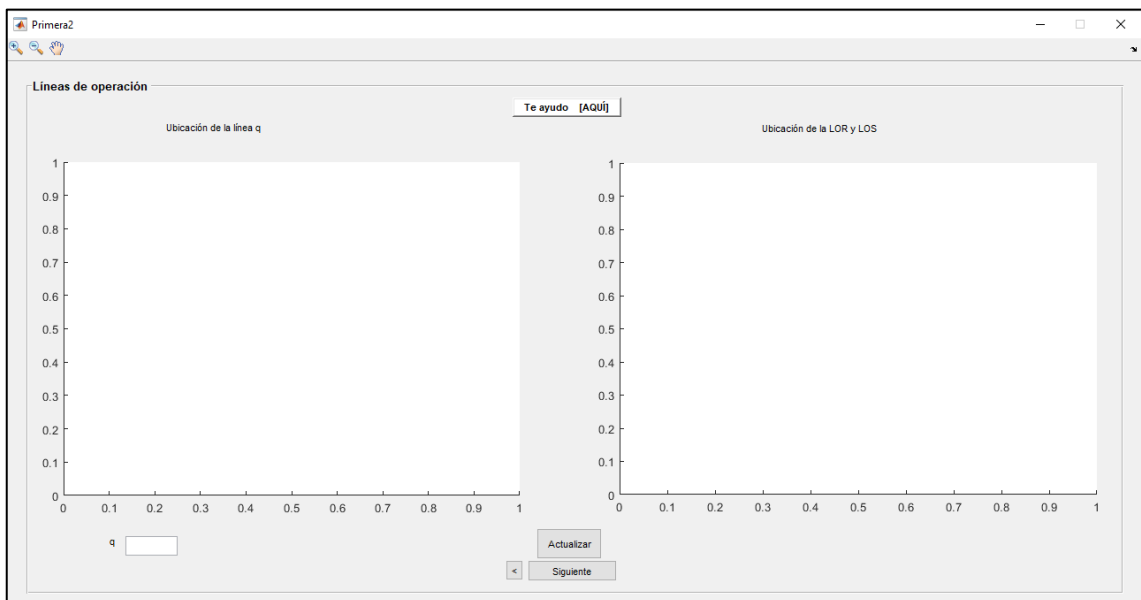 Primera2
Líneas de operación
Te ayudo [AQUÍ]
Ubicación de la línea q
Ubicación de la LOR y LOS
1
0.9
0.8
0.7
0.6
0.5
0.4
0.3
0.2
0.1
0
0 0.1 0.2 0.3 0.4 0.5 0.6 0.7 0.8 0.9 1
1
0.9
0.8
0.7
0.6
0.5
0.4
0.3
0.2
0.1
0
0 0.1 0.2 0.3 0.4 0.5 0.6 0.7 0.8 0.9 1
q
Actualizar
< Siguiente